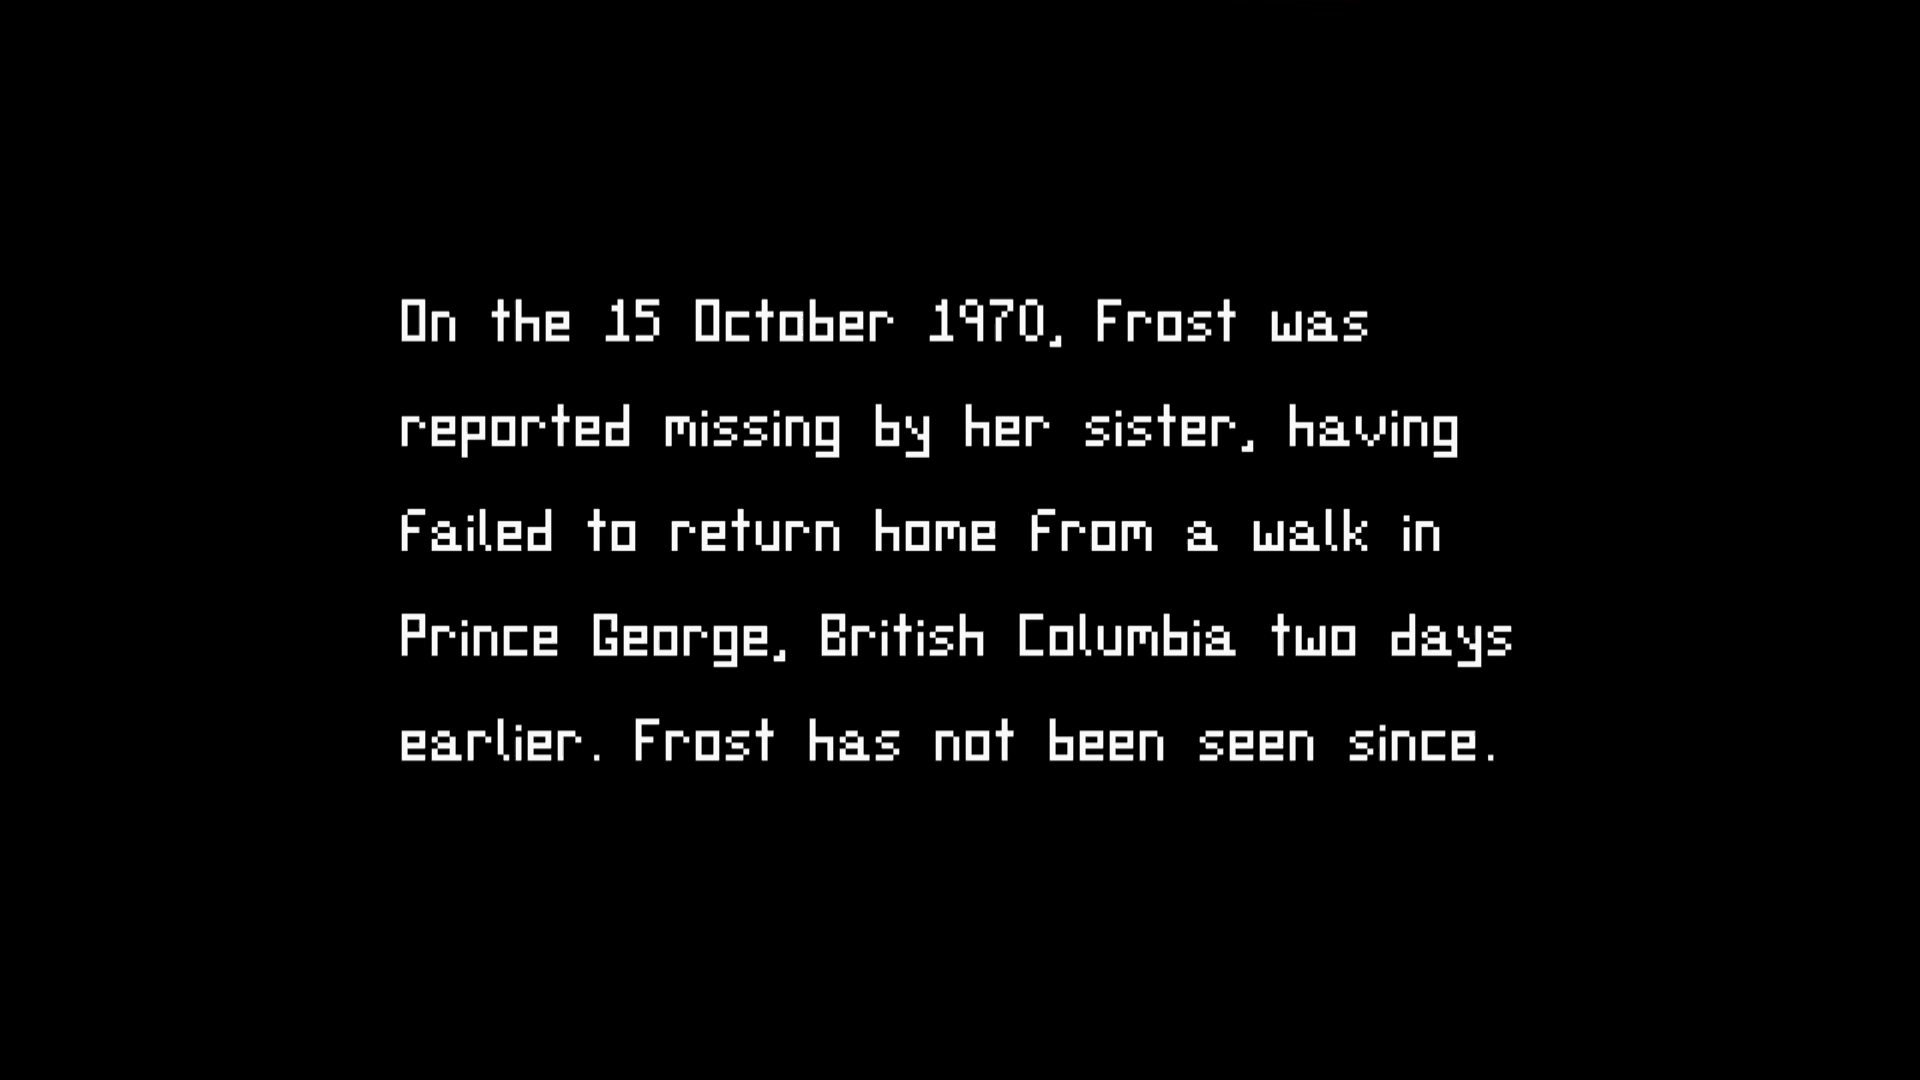 On the 15 October 1970, Frost was
reported missing by her sister, having
failed to return home from a walk in
Prince George, British Columbia two days
earlier. Frost has not been seen since.